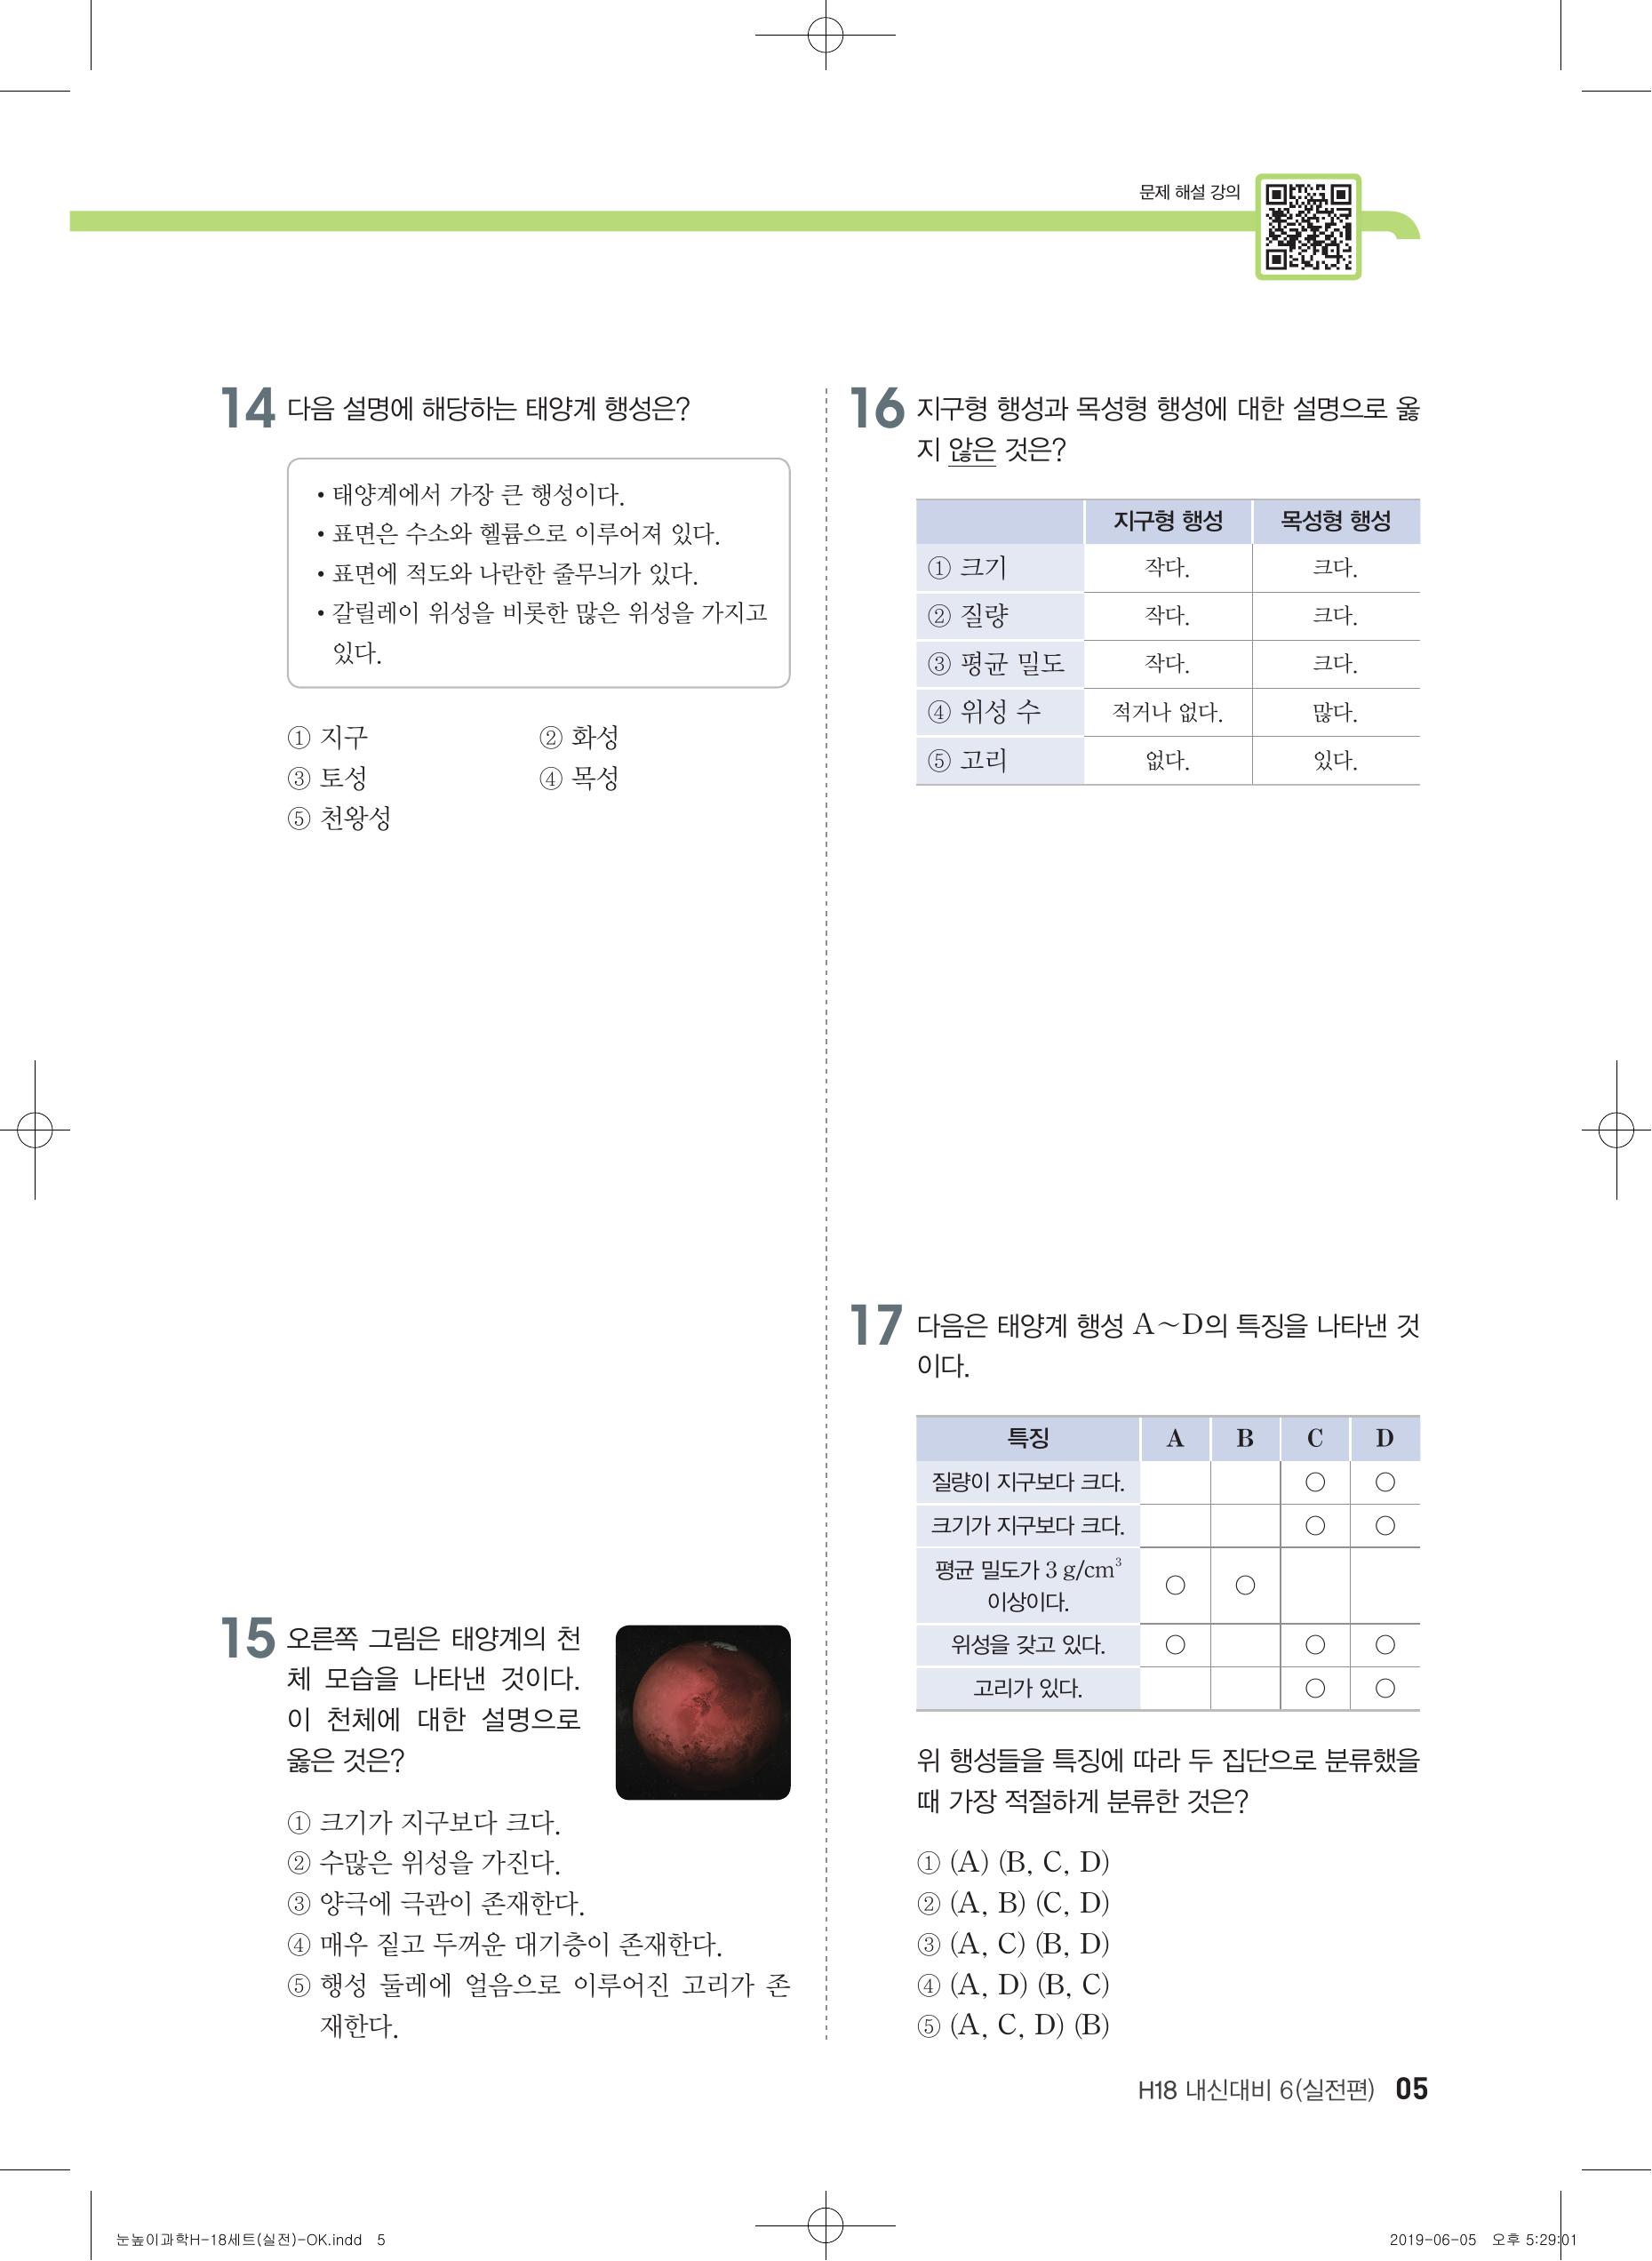 문제 해설 강의
14 다음 설명에 해당하는 태양계 행성은?
• 태양계에서 가장 큰 행성이다.
• 표면은 수소와 헬륨으로 이루어져 있다.
• 표면에 적도와 나란한 줄무늬가 있다.
• 갈릴레이 위성을 비롯한 많은 위성을 가지고
있다.
① 지구 ② 화성
③ 토성 ④ 목성
⑤ 천왕성
15 오른쪽 그림은 태양계의 천
체 모습을 나타낸 것이다.
이 천체에 대한 설명으로
옳은 것은?
① 크기가 지구보다 크다.
② 수많은 위성을 가진다.
③ 양극에 극관이 존재한다.
④ 매우 짙고 두꺼운 대기층이 존재한다.
⑤ 행성 둘레에 얼음으로 이루어진 고리가 존
재한다.
16 지구형 행성과 목성형 행성에 대한 설명으로 옳
지 않은 것은?
지구형 행성 목성형 행성
① 크기 작다. 크다.
② 질량 작다. 크다.
③ 평균 밀도 작다. 크다.
④ 위성 수 적거나 없다. 많다.
⑤ 고리 없다. 있다.
17 다음은 태양계 행성 A~D의 특징을 나타낸 것
이다.
특징 A B C D
질량이 지구보다 크다. ○ ○
크기가 지구보다 크다. ○ ○
평균 밀도가 3 g/cm³
이상이다. ○ ○
위성을 갖고 있다. ○ ○ ○
고리가 있다. ○ ○
위 행성들을 특징에 따라 두 집단으로 분류했을
때 가장 적절하게 분류한 것은?
① (A) (B, C, D)
② (A, B) (C, D)
③ (A, C) (B, D)
④ (A, D) (B, C)
⑤ (A, C, D) (B)
H18 내신대비 6(실전편) 05
눈높이과학H-18세트(실전)-OK.indd 5
2019-06-05 오후 5:29:01